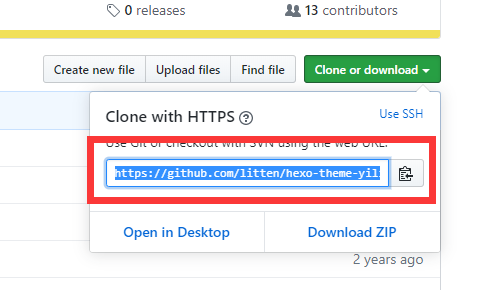 0 releases
13 contributors
Create new file
Upload files
Find file
Clone or download
Clone with HTTPS
Use SSH
Use Git or checkout with SVN using the web URL.
https://github.com/litten/hexo-theme-yil
Open in Desktop
Download ZIP
2 years ago